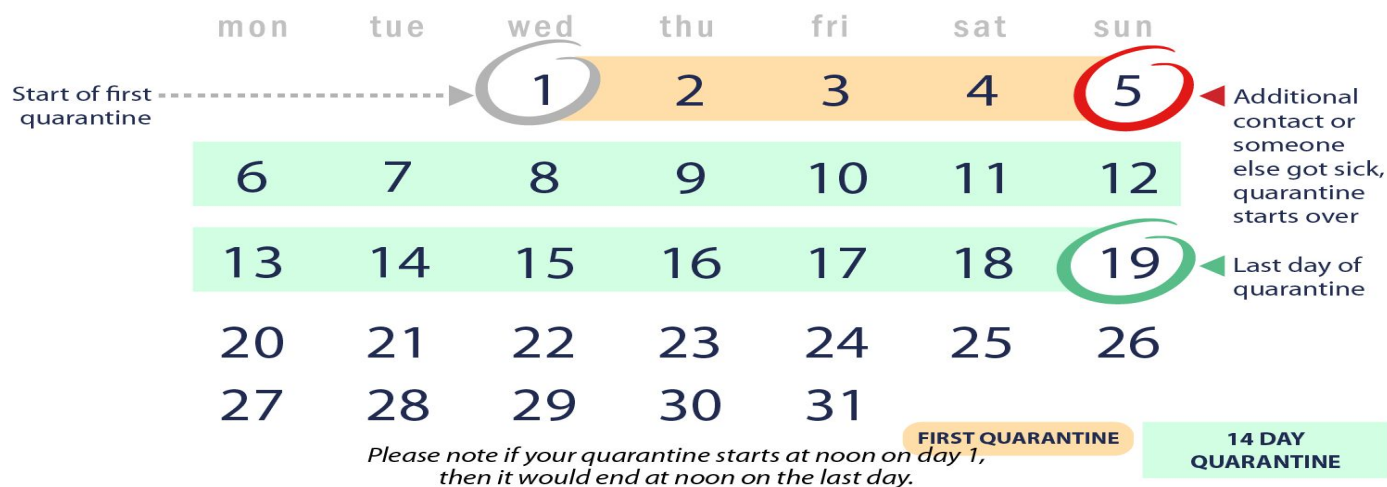 mon tue wed thu fri sat sun
Start of first
quarantine
1 2 3 4 5
Additional
contact or
someone
else got sick,
quarantine
starts over
6 7 8 9 10 11 12
13 14 15 16 17 18 19
Last day of
quarantine
20 21 22 23 24 25 26
27 28 29 30 31
FIRST QUARANTINE
14 DAY
QUARANTINE
Please note if your quarantine starts at noon on day 1,
then it would end at noon on the last day.